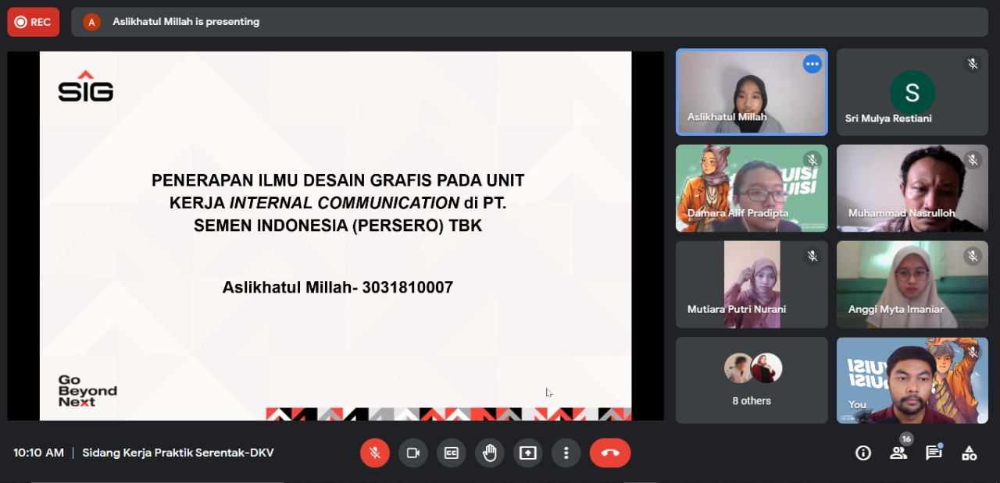 REC
A
Aslikhatul Millah is presenting
SIG
PENERAPAN ILMU DESAIN GRAFIS PADA UNIT
KERJA INTERNAL COMMUNICATION di PT.
SEMEN INDONESIA (PERSERO) TBK
Aslikhatul Millah- 3031810007
Go
Beyond
Next
Aslikhatul Millah
S
Sri Mulya Restiani
Damara Alif Pradipta
Muhammad Nasrulloh
Mutiara Putri Nurani
Anggi Myta Imaniar
8 others
You
10:10 AM | Sidang Kerja Praktik Serentak-DKV
CC
16